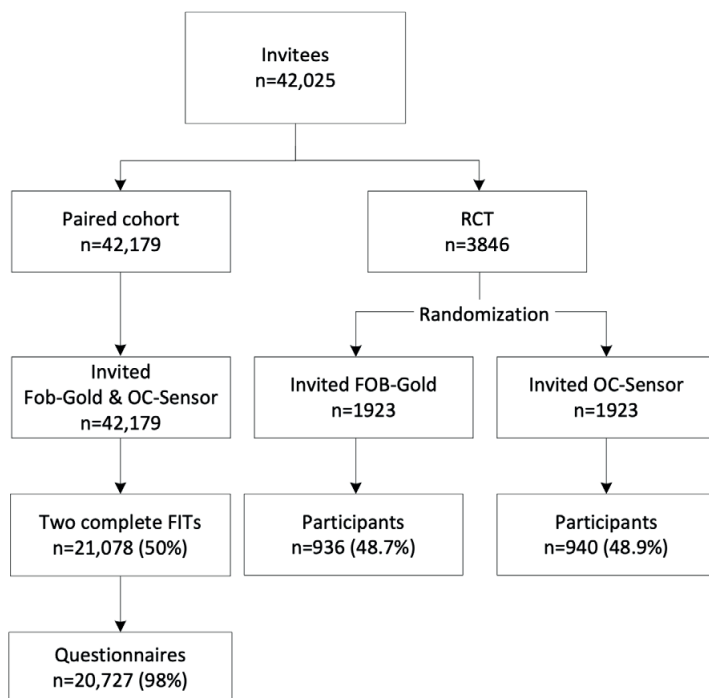 Invitees
n=42,025
Paired cohort
n=42,179
RCT
n=3846
Randomization
Invited
Fob-Gold & OC-Sensor
n=42,179
Invited FOB-Gold
n=1923
Invited OC-Sensor
n=1923
Two complete FITs
n=21,078 (50%)
Participants
n=936 (48.7%)
Participants
n=940 (48.9%)
Questionnaires
n=20,727 (98%)